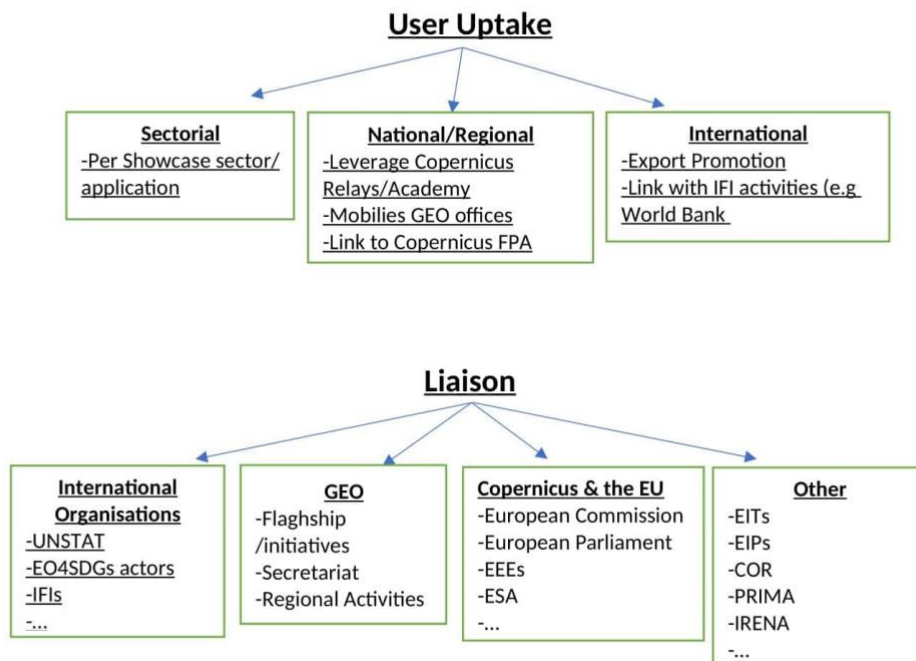 User Uptake
Sectorial
-Per Showcase sector/
application
National/Regional
-Leverage Copernicus
Relays/Academy
-Mobilies GEO offices
-Link to Copernicus FPA
International
-Export Promotion
-Link with IFI activities (e.g
World Bank
Liaison
International
Organisations
-UNSTAT
-EO4SDGs actors
-IFIs
-...
GEO
-Flaghship
/initiatives
-Secretariat
-Regional Activities
Copernicus & the EU
-European Commission
-European Parliament
-EEEs
-ESA
-...
Other
-EITs
-EIPs
-COR
-PRIMA
-IRENA
-...